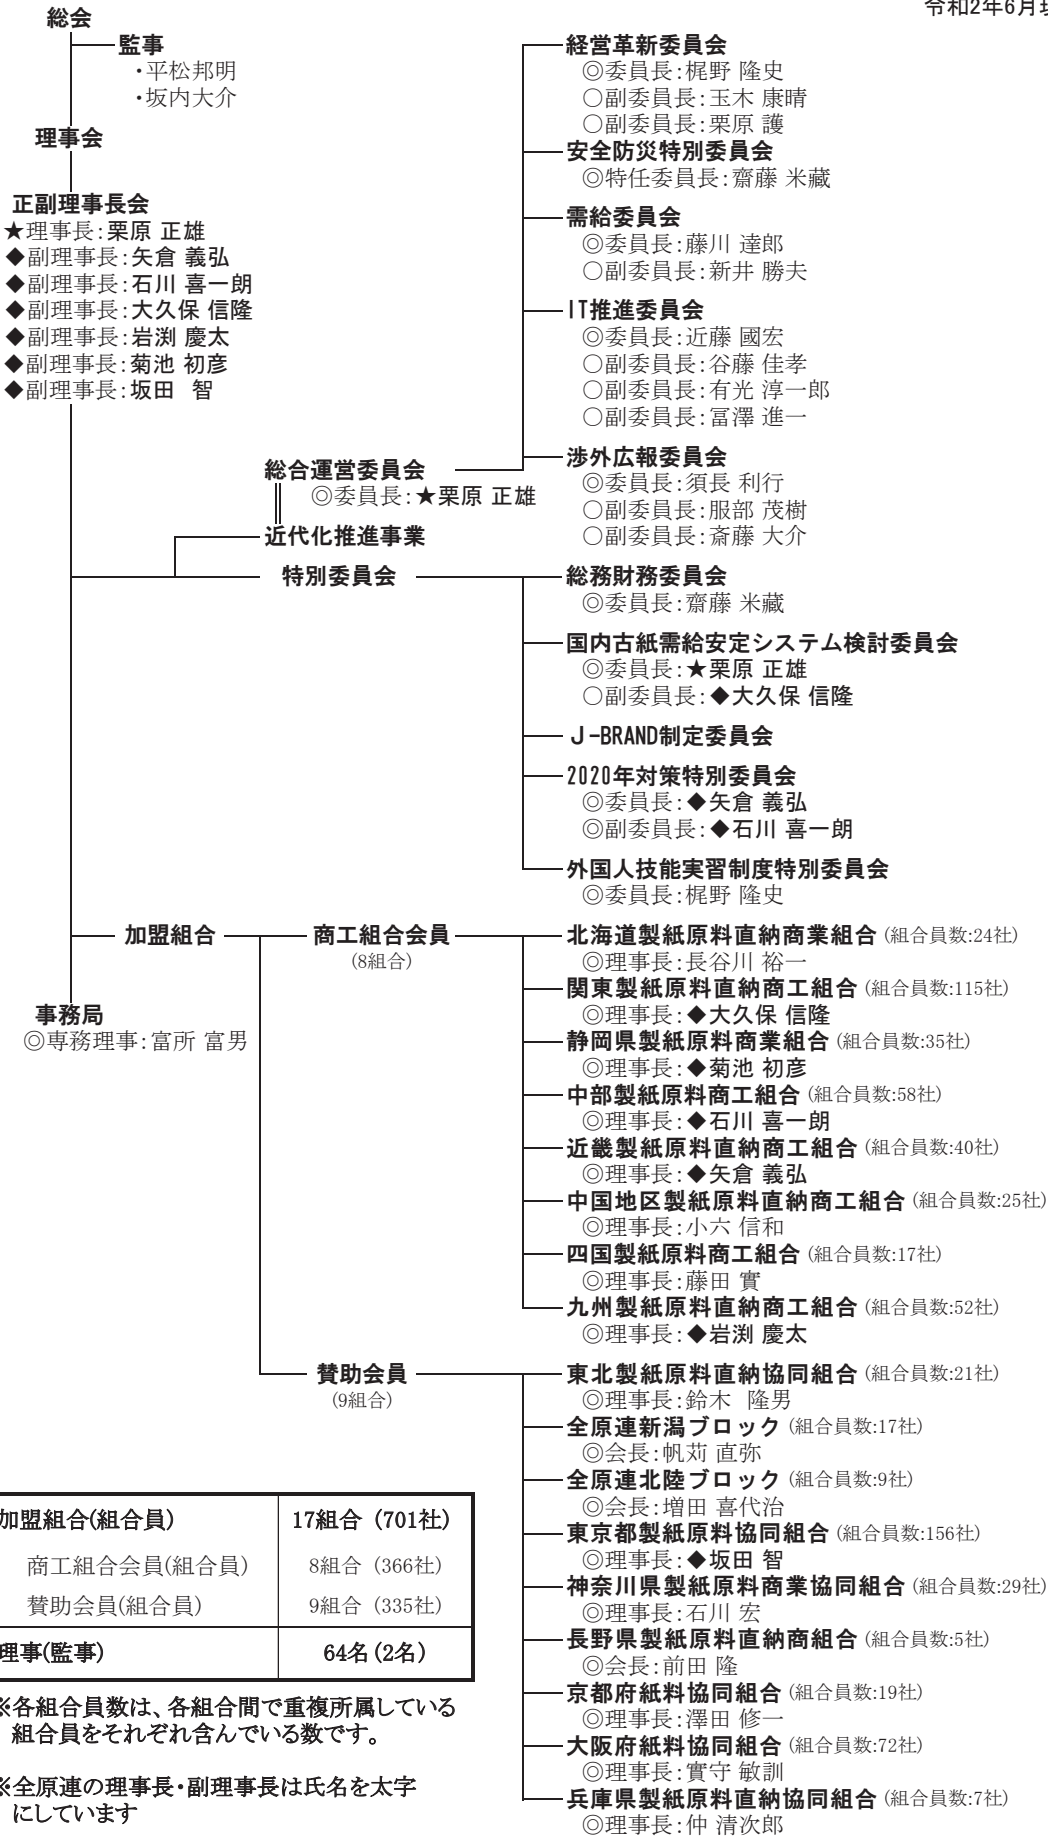 令和2年6月現
総会
監事
・平松邦明
・坂内大介
理事会
正副理事長会
★理事長：栗原 正雄
◆副理事長：矢倉 義弘
◆副理事長：石川 喜一朗
◆副理事長：大久保 信隆
◆副理事長：岩渕 慶太
◆副理事長：菊池 初彦
◆副理事長：坂田 智
総合運営委員会
◎委員長：★栗原 正雄
近代化推進事業
経営革新委員会
◎委員長：梶野 隆史
○副委員長：玉木 康晴
○副委員長：栗原 護
安全防災特別委員会
◎特任委員長：齋藤 米藏
需給委員会
◎委員長：藤川 達郎
○副委員長：新井 勝夫
IT推進委員会
◎委員長：近藤 國宏
○副委員長：谷藤 佳孝
○副委員長：有光 淳一郎
○副委員長：冨澤 進一
渉外広報委員会
◎委員長：須長 利行
○副委員長：服部 茂樹
○副委員長：斎藤 大介
特別委員会
総務財務委員会
◎委員長：齋藤 米藏
国内古紙需給安定システム検討委員会
◎委員長：★栗原 正雄
○副委員長：◆大久保 信隆
J-BRAND制定委員会
2020年対策特別委員会
◎委員長：◆矢倉 義弘
◎副委員長：◆石川 喜一朗
外国人技能実習制度特別委員会
◎委員長：梶野 隆史
事務局
◎専務理事：富所 富男
加盟組合
商工組合会員
(8組合)
北海道製紙原料直納商業組合 (組合員数:24社)
◎理事長：長谷川 裕一
関東製紙原料直納商工組合 (組合員数:115社)
◎理事長：◆大久保 信隆
静岡県製紙原料商業組合 (組合員数:35社)
◎理事長：◆菊池 初彦
中部製紙原料商工組合 (組合員数:58社)
◎理事長：◆石川 喜一朗
近畿製紙原料直納商工組合 (組合員数:40社)
◎理事長：◆矢倉 義弘
中国地区製紙原料直納商工組合 (組合員数:25社)
◎理事長：小六 信和
四国製紙原料商工組合 (組合員数:17社)
◎理事長：藤田 實
九州製紙原料直納商工組合 (組合員数:52社)
◎理事長：◆岩渕 慶太
賛助会員
(9組合)
東北製紙原料直納協同組合 (組合員数:21社)
◎理事長：鈴木 隆男
全原連新潟ブロック (組合員数:17社)
◎会長：帆苅 直弥
全原連北陸ブロック (組合員数:9社)
◎会長：増田 喜代治
東京都製紙原料協同組合 (組合員数:156社)
◎理事長：◆坂田 智
神奈川県製紙原料商業協同組合 (組合員数:29社)
◎理事長：石川 宏
長野県製紙原料直納商組合 (組合員数:5社)
◎会長：前田 隆
京都府紙料協同組合 (組合員数:19社)
◎理事長：澤田 修一
大阪府紙料協同組合 (組合員数:72社)
◎理事長：實守 敏訓
兵庫県製紙原料直納協同組合 (組合員数:7社)
◎理事長：仲 清次郎
加盟組合(組合員) 17組合 (701社)
商工組合会員(組合員) 8組合 (366社)
賛助会員(組合員) 9組合 (335社)
理事(監事) 64名(2名)
※各組合員数は、各組合間で重複所属している
組合員をそれぞれ含んでいる数です。
※全原連の理事長・副理事長は氏名を太字
にしています